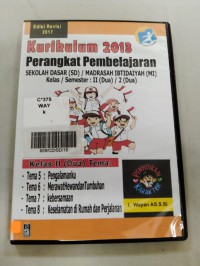 Edisi Revisi
2017
Kurikulum 2013
Perangkat Pembelajaran
SEKOLAH DASAR (SD) / MADRASAH IBTIDAIYAH (MI)
Kelas / Semester : II (Dua) / 2 (Dua)
C*375
WAY
k
Kelas II (Dua) Tema:
- Tema 5 : Pengalamanku
- Tema 6 : MerawatHewandanTumbuhan
- Tema 7 : kebersamaan
- Tema 8 : Keselamatan di Rumah dan Perjalanan
I. Wayan AS.S.Si